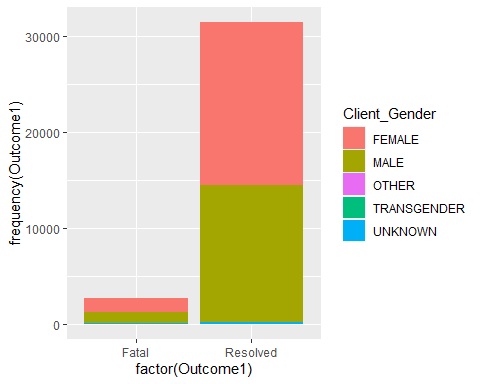 30000
20000
10000
0
frequency(Outcome1)
Fatal
Resolved
factor(Outcome1)
Client_Gender
FEMALE
MALE
OTHER
TRANSGENDER
UNKNOWN